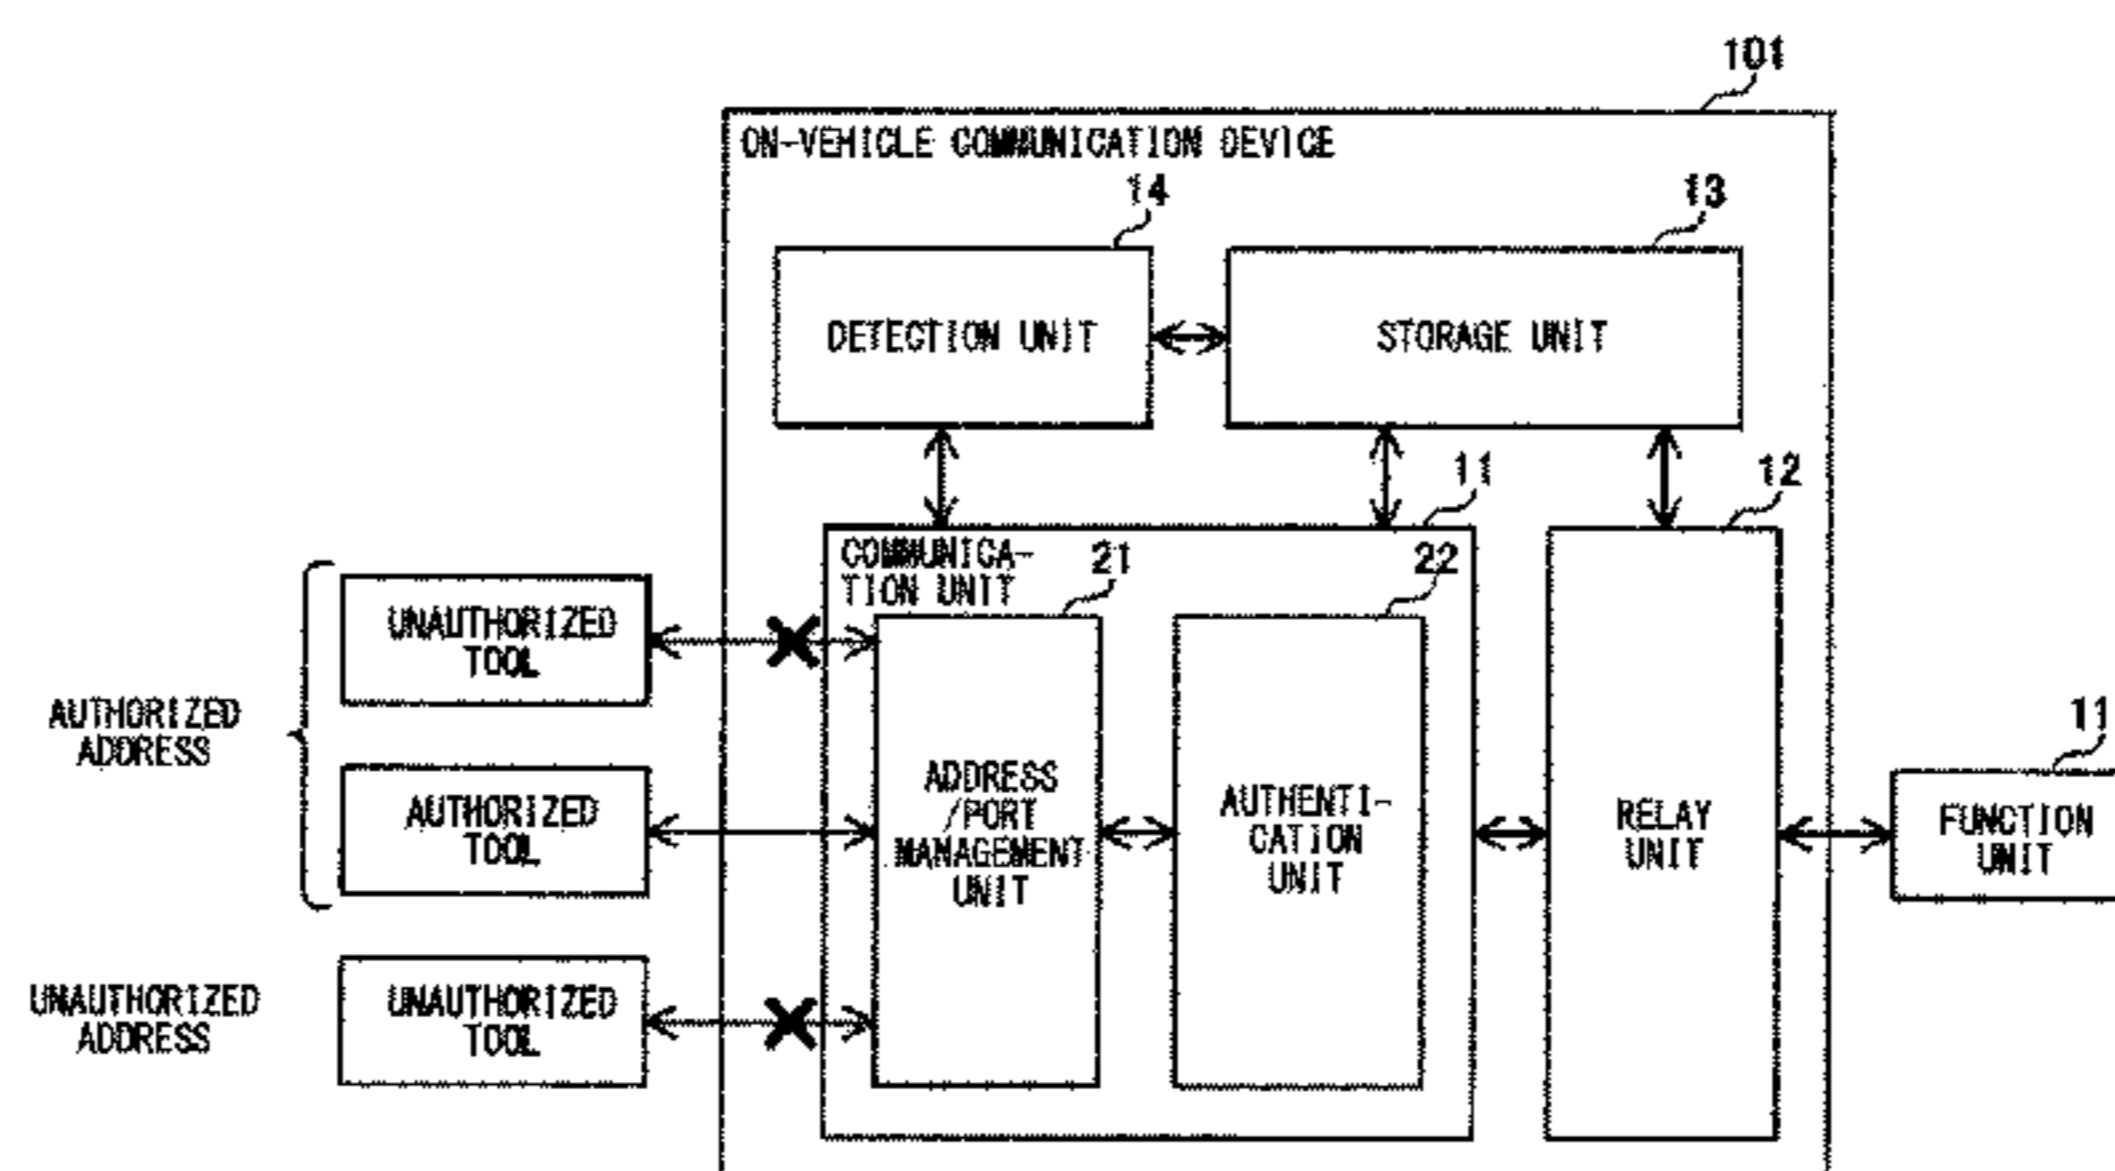 101
ON-VEHICLE COMMUNICATION DEVICE
14
13
DETECTION UNIT
STORAGE UNIT
11
12
COMMUNICA-
TION UNIT
21
22
UNAUTHORIZED
TOOL
AUTHORIZED
ADDRESS
AUTHORIZED
TOOL
ADDRESS
/PORT
MANAGEMENT
UNIT
AUTHENTI-
CATION
UNIT
RELAY
UNIT
11
FUNCTION
UNIT
UNAUTHORIZED
ADDRESS
UNAUTHORIZED
TOOL